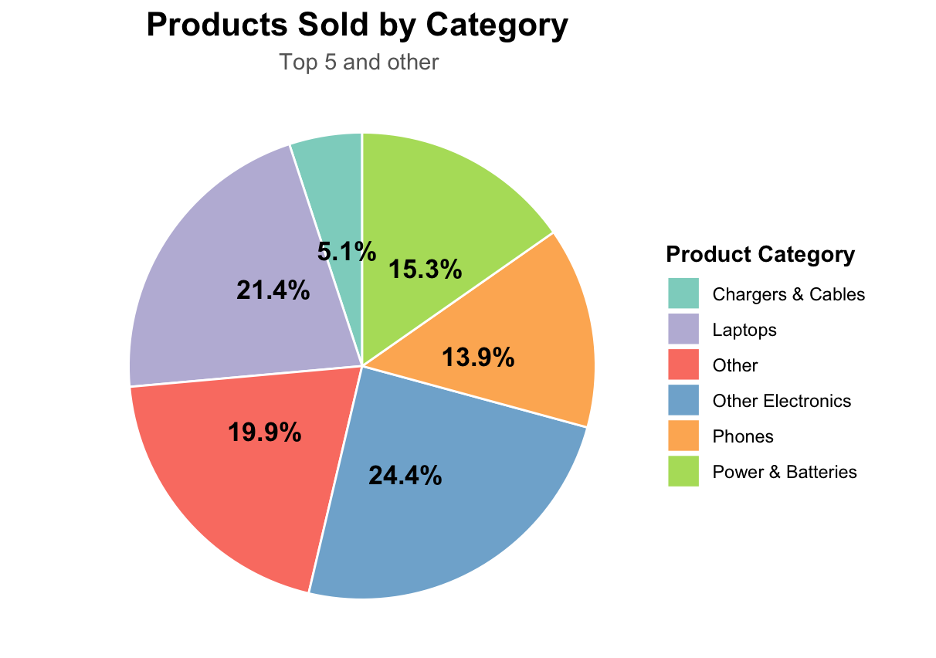 Products Sold by Category
Top 5 and other
5.1%
15.3%
21.4%
13.9%
19.9%
24.4%
Product Category
Chargers & Cables
Laptops
Other
Other Electronics
Phones
Power & Batteries